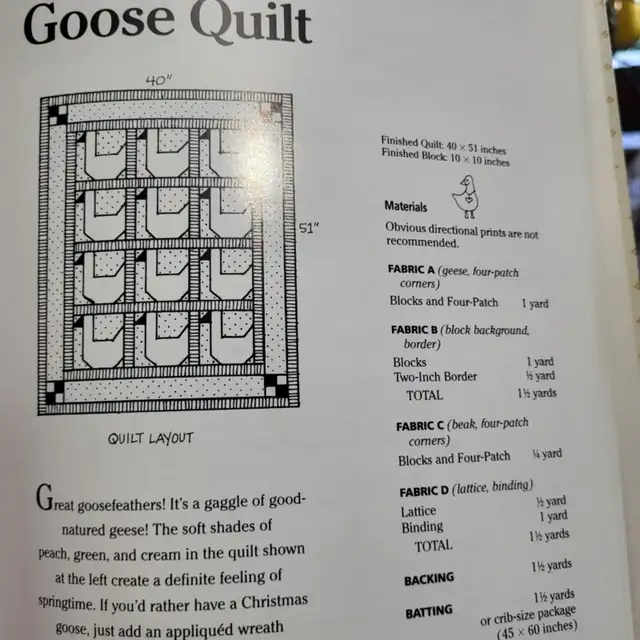 Goose Quilt
40"
51"
QUILT LAYOUT
Great goosefeathers! It's a gaggle of good-
natured geese! The soft shades of
peach, green, and cream in the quilt shown
at the left create a definite feeling of
springtime. If you'd rather have a Christmas
goose, just add an appliquéd wreath
Finished Quilt: 40 × 51 inches
Finished Block: 10 × 10 inches
Materials
Obvious directional prints are not
recommended.
FABRIC A (geese, four-patch
corners)
Blocks and Four-Patch 1 yard
FABRIC B (block background,
border)
Blocks 1 yard
Two-Inch Border ½ yard
TOTAL 1½ yards
FABRIC C (beak, four-patch
corners)
Blocks and Four-Patch ¼ yard
FABRIC D (lattice, binding)
Lattice ½ yard
Binding 1 yard
TOTAL 1½ yards
BACKING 1½ yards
BATTING 1½ yards
or crib-size package
(45 × 60 inches)